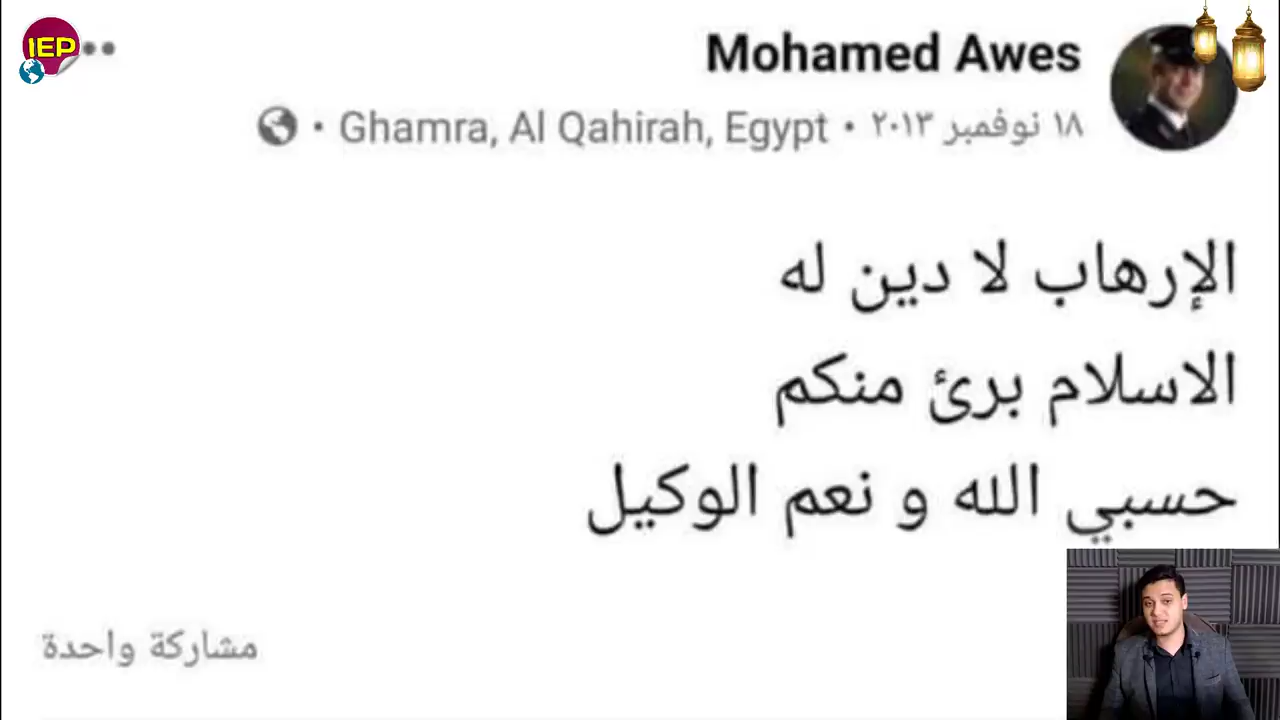 IEP
Mohamed Awes
١٨ نوفمبر ٢٠١٣ • Ghamra, Al Qahirah, Egypt •
الإرهاب لا دين له
الاسلام برئ منكم
حسبي الله و نعم الوكيل
مشاركة واحدة